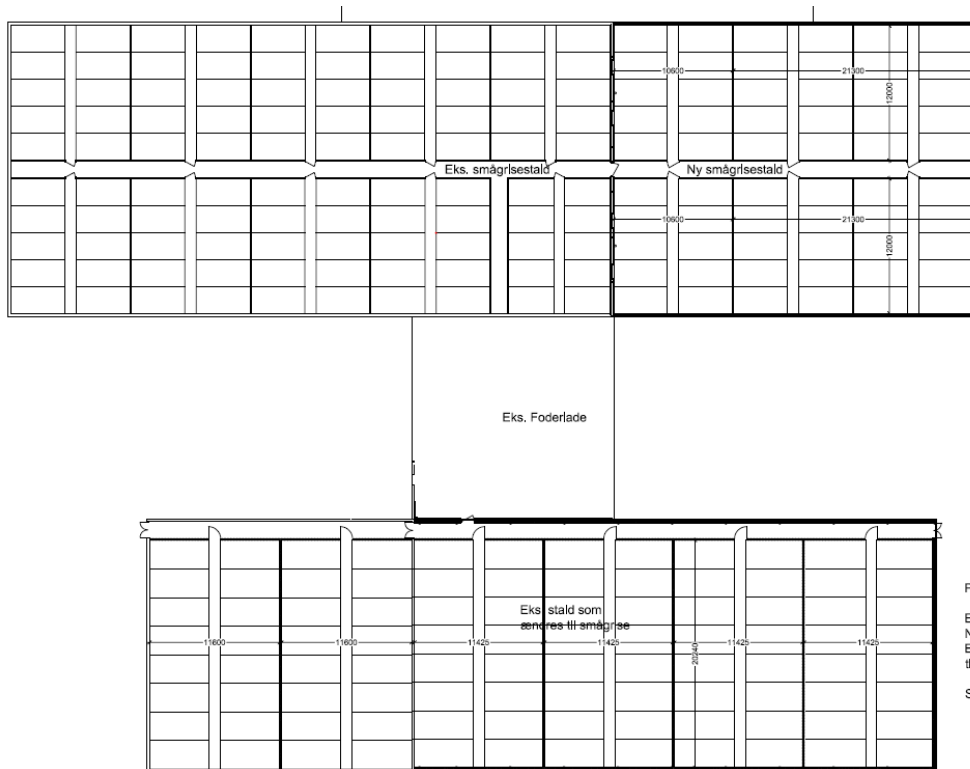 10600
21300
12000
Eks. smågrisestald
Ny smågrisestald
10600
21300
12000
Eks. Foderlade
Eks. stald som
ændres til smågrise
11600
11600
11425
11425
11425
11425
20240
F
E
N
E
S